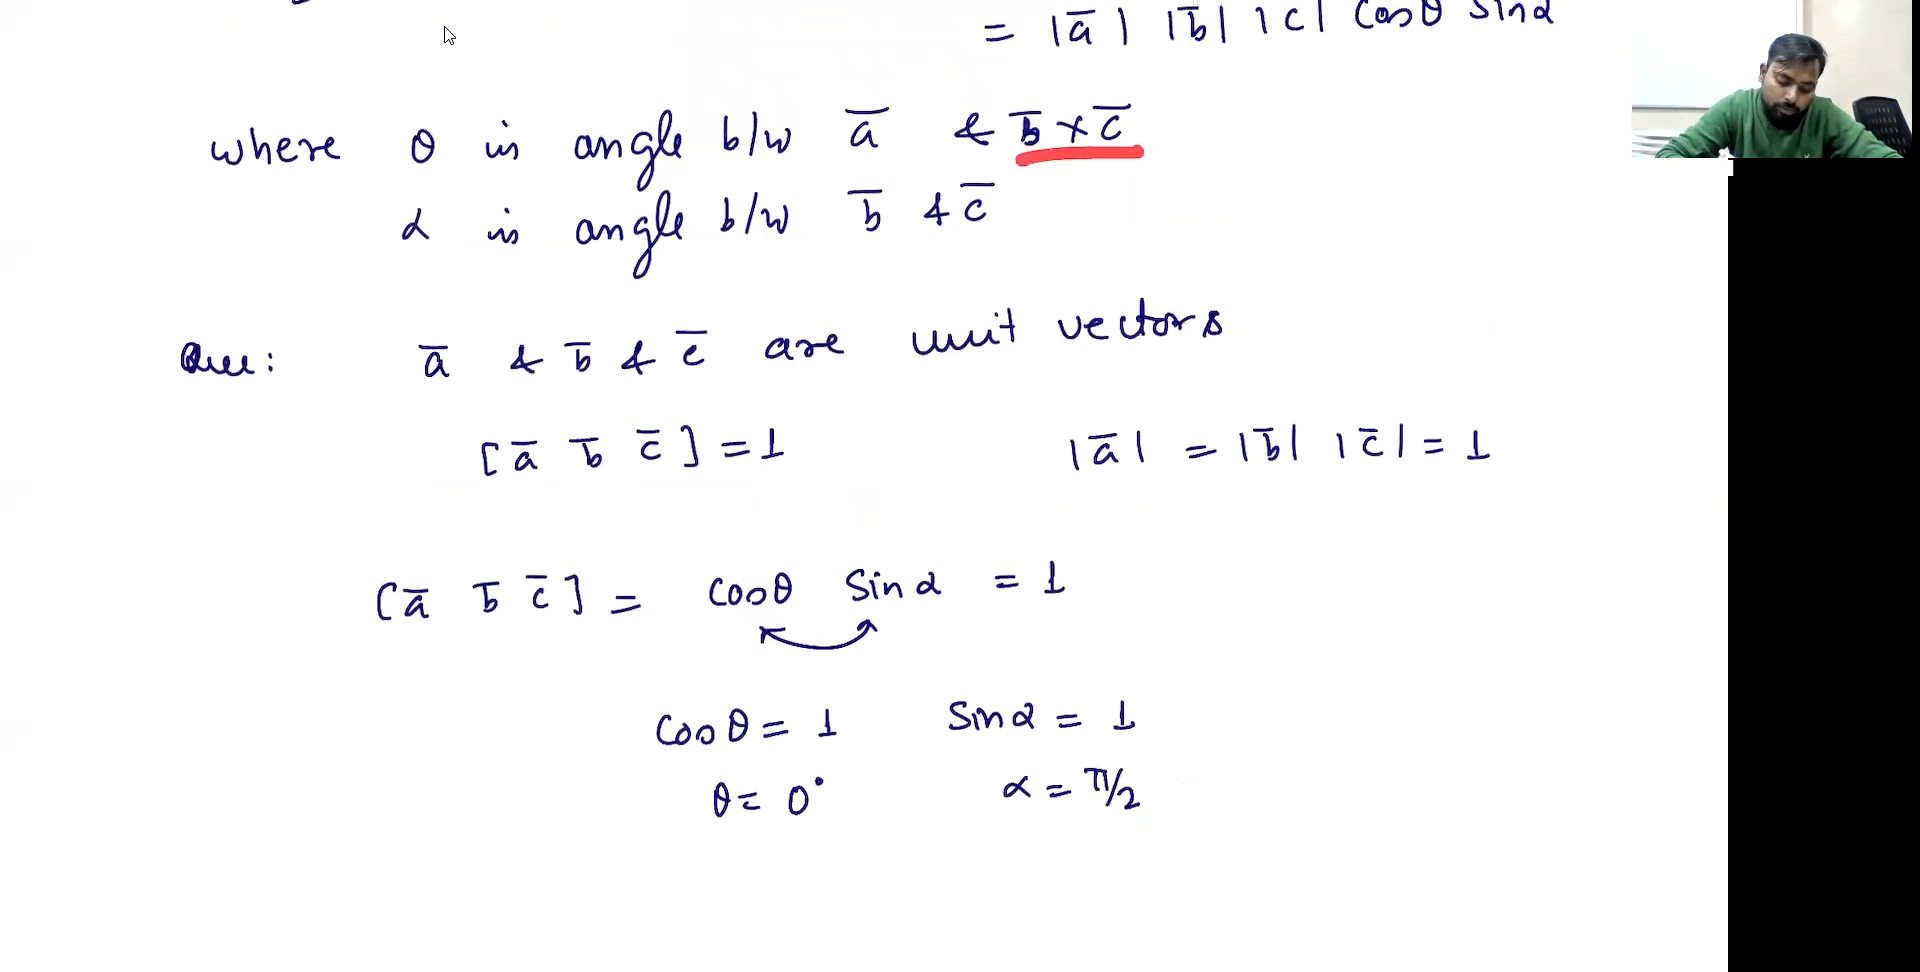 = |a̅| |b̅| |c| cosθ sinα
where θ is angle b/w a̅ & b̅×c̅
α is angle b/w b̅ & c̅
Que: a̅ & b̅ & c̅ are unit vectors
[a̅ b̅ c̅] = 1 |a̅| = |b̅| |c̅| = 1
[a̅ b̅ c̅] = cosθ sinα = 1
cosθ = 1 sinα = 1
θ = 0° α = π/2